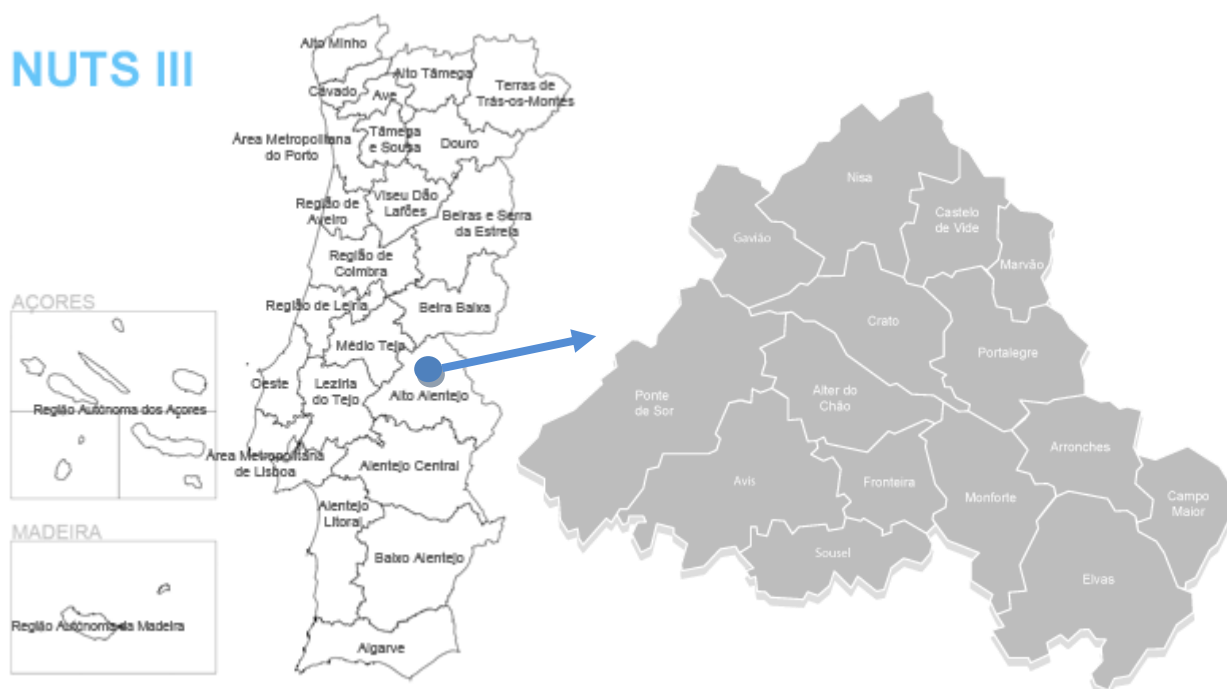 NUTS III
Alto Minho
Alto Tâmega
Terras de
Trás-os-Montes
Cávado
Ave
Área Metropolitana
do Porto
Tâmega
e Sousa
Douro
Região de
Aveiro
Viseu Dão
Lafões
Beiras e Serra
da Estrela
Região de
Coimbra
Região de Leiria
Beira Baixa
Médio Tejo
Oeste
Lezíria
do Tejo
Alto Alentejo
Área Metropolitana
de Lisboa
Alentejo Central
Alentejo
Litoral
Baixo Alentejo
Algarve
AÇORES
Região Autónoma dos Açores
MADEIRA
Região Autónoma da Madeira
Nisa
Castelo
de Vide
Gavião
Marvão
Crato
Portalegre
Ponte
de Sor
Alter do
Chão
Arronches
Avis
Fronteira
Monforte
Campo
Maior
Sousel
Elvas